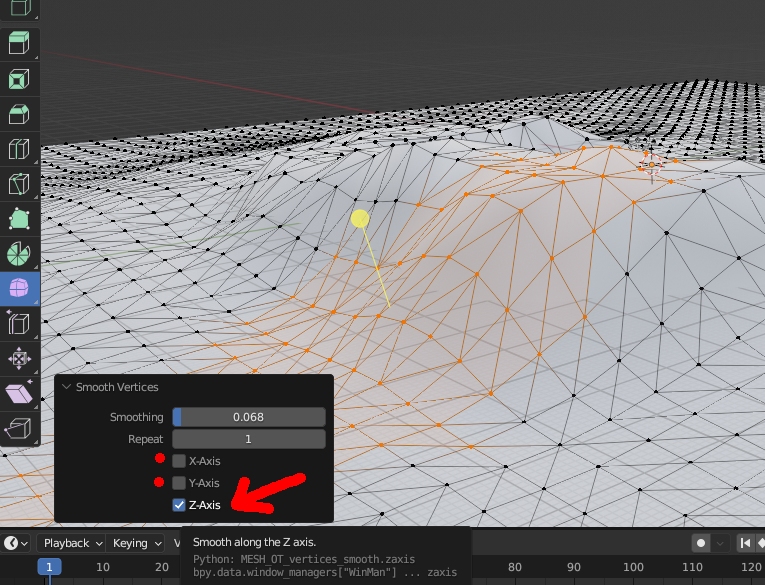 Smooth Vertices
Smoothing 0.068
Repeat 1
X-Axis
Y-Axis
Z-Axis
Playback Keying
Smooth along the Z axis.
Python: MESH_OT_vertices_smooth.zaxis
bpy.data.window_managers["WinMan"] ... zaxis
1 10 20 80 90 100 110 120